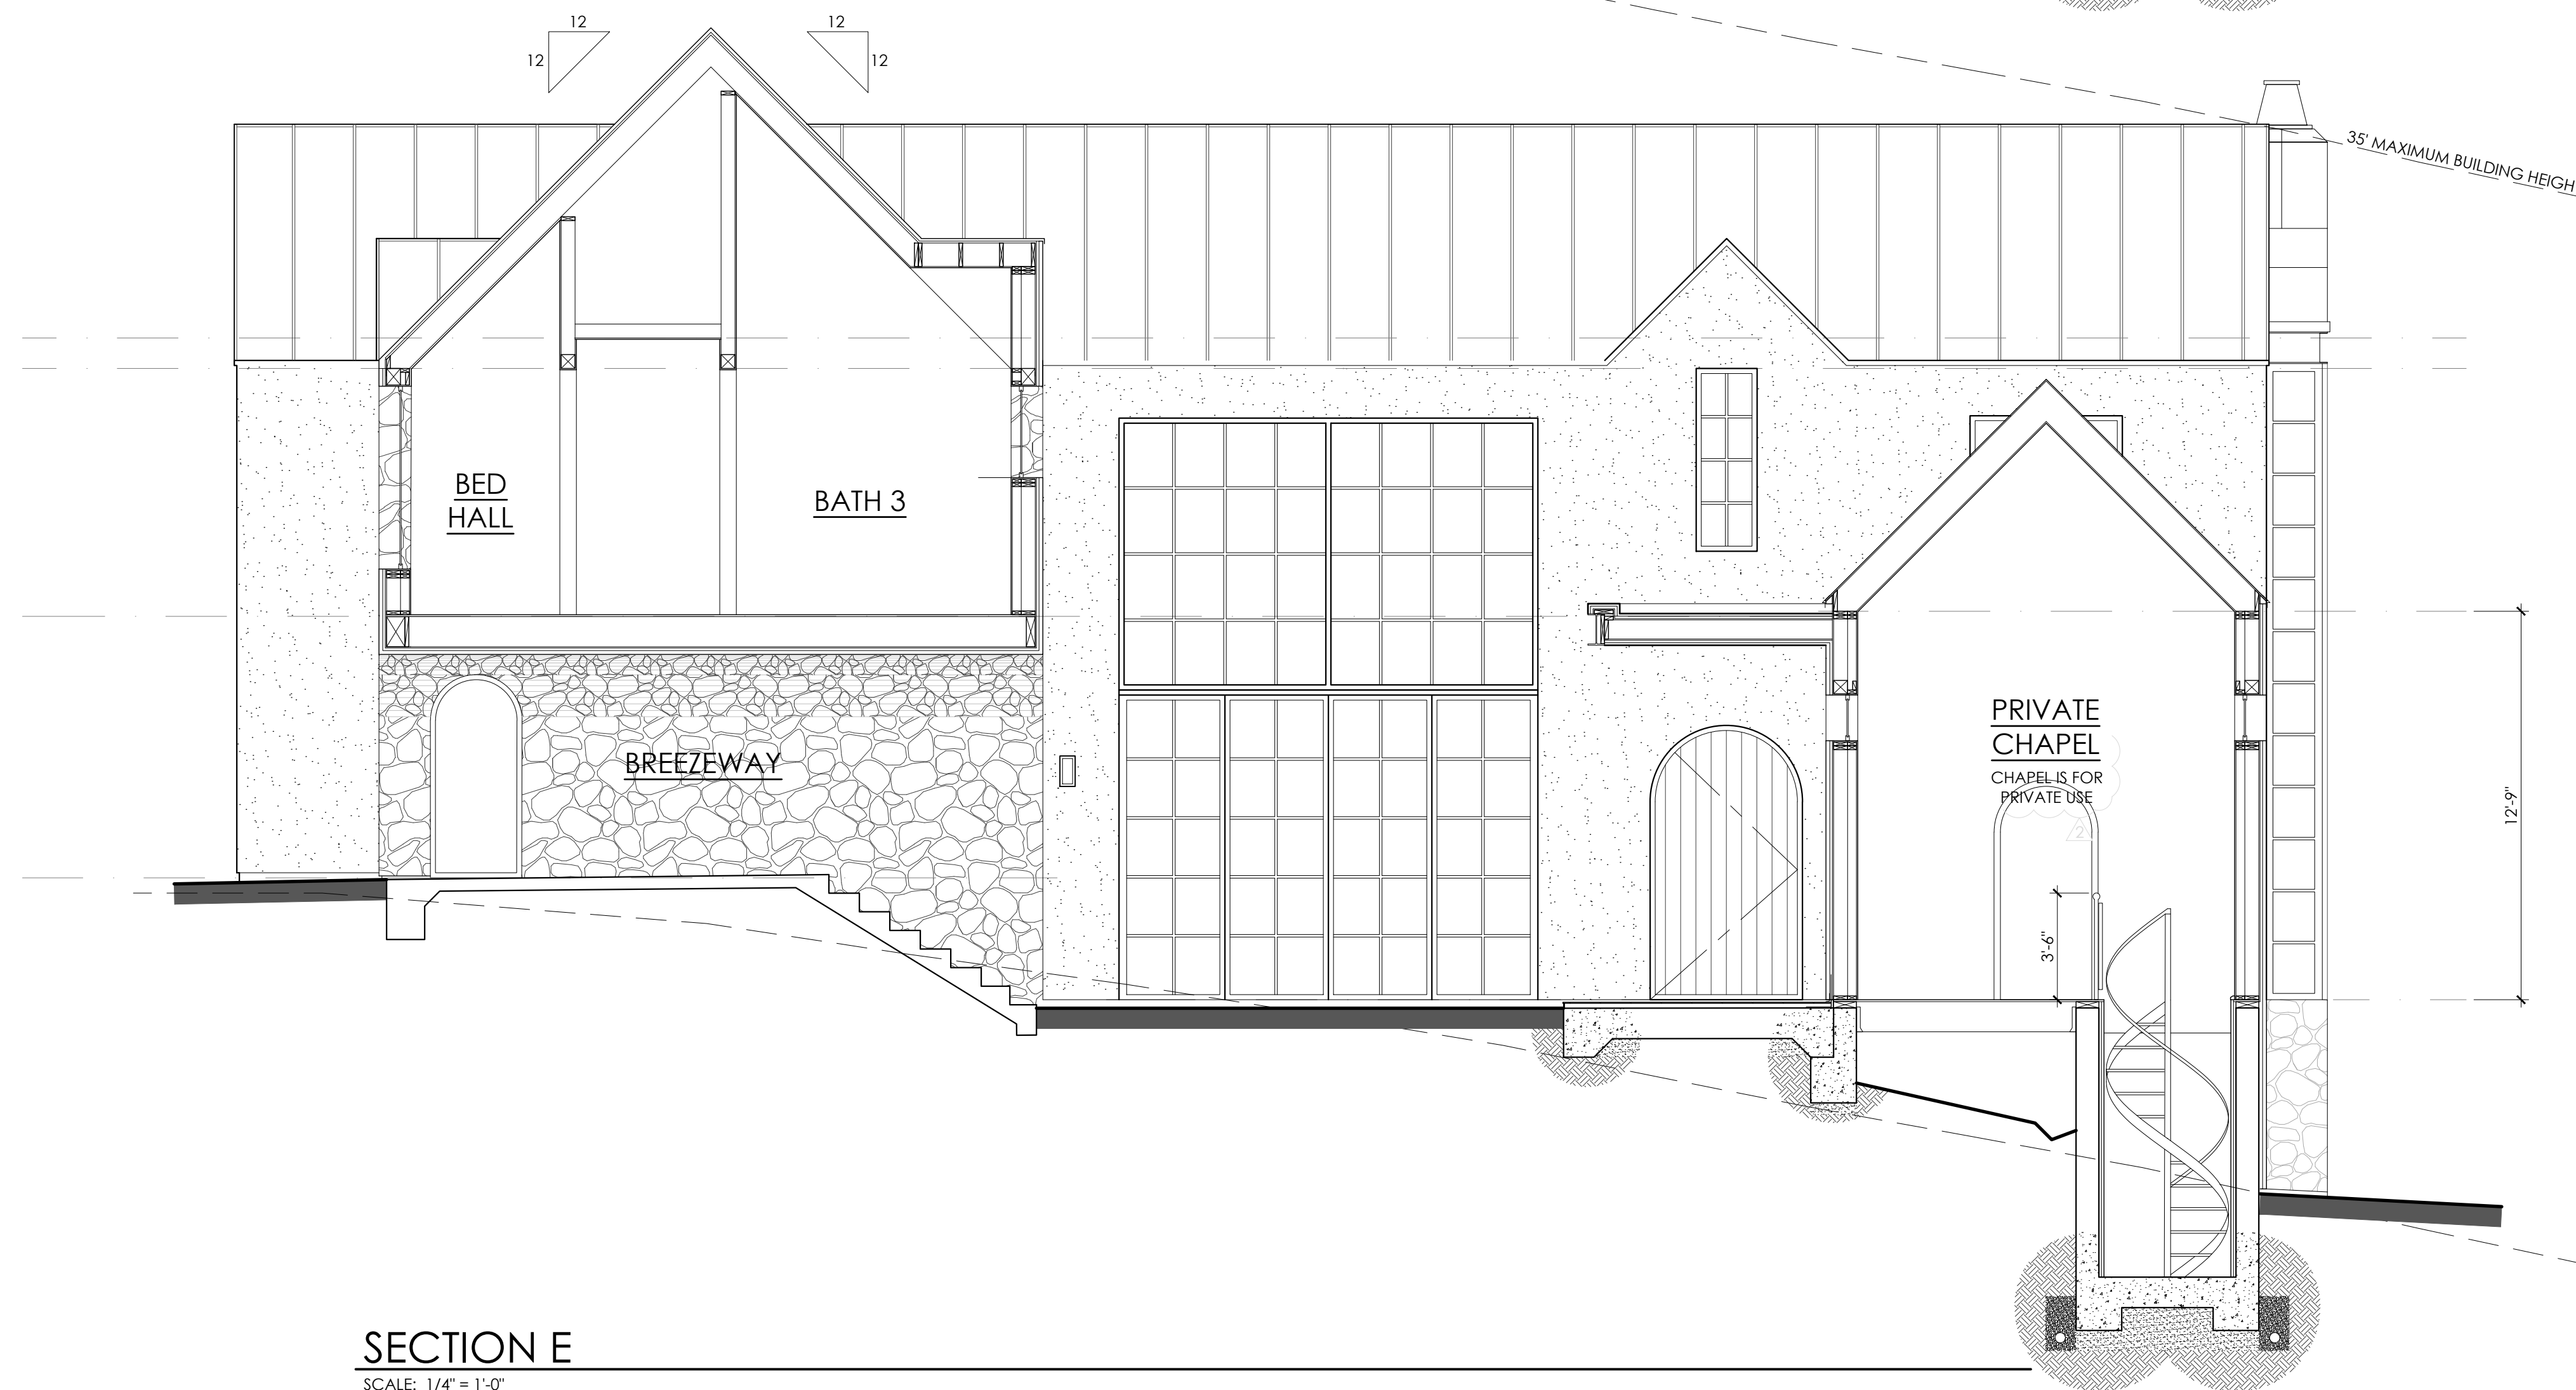 12
12
12
12
35' MAXIMUM BUILDING HEIGH
BED
HALL
BATH 3
BREEZEWAY
PRIVATE
CHAPEL
CHAPEL IS FOR
PRIVATE USE
2
12'-9"
3'-6"
SECTION E
SCALE: 1/4" = 1'-0"